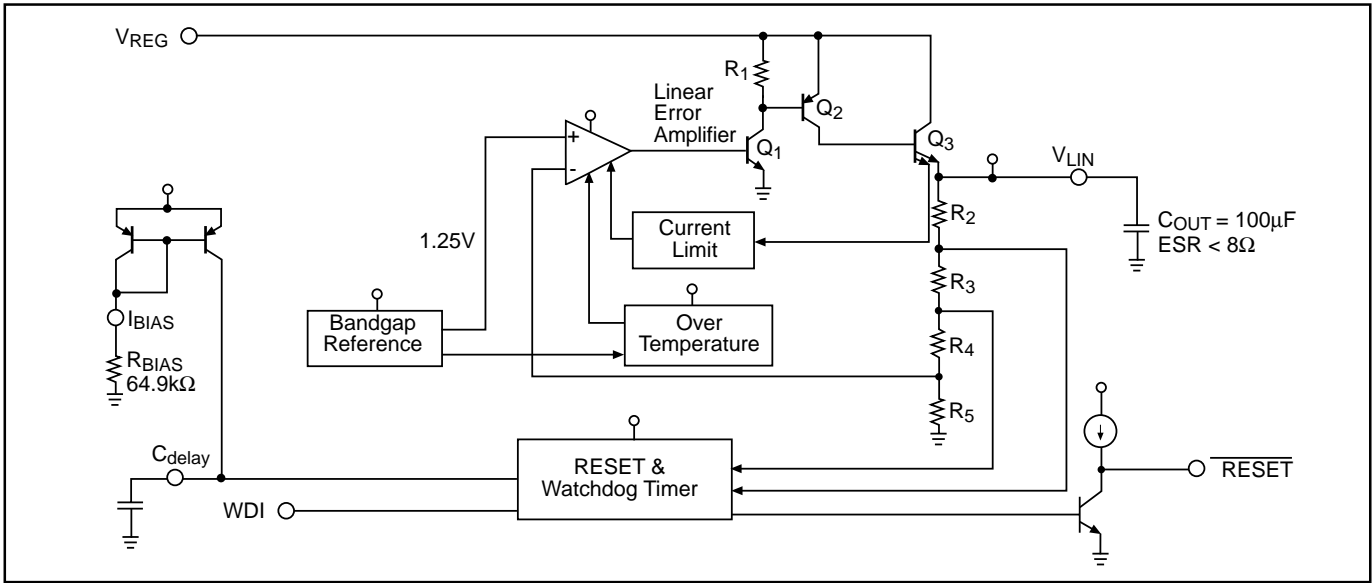 VREG
R1
Linear
Error
Amplifier
Q2
Q1
Q3
VLIN
+
-
R2
COUT = 100μF
ESR < 8Ω
Current
Limit
1.25V
R3
IBIAS
Bandgap
Reference
Over
Temperature
R4
RBIAS
64.9kΩ
R5
Cdelay
RESET &
Watchdog Timer
RESET
WDI